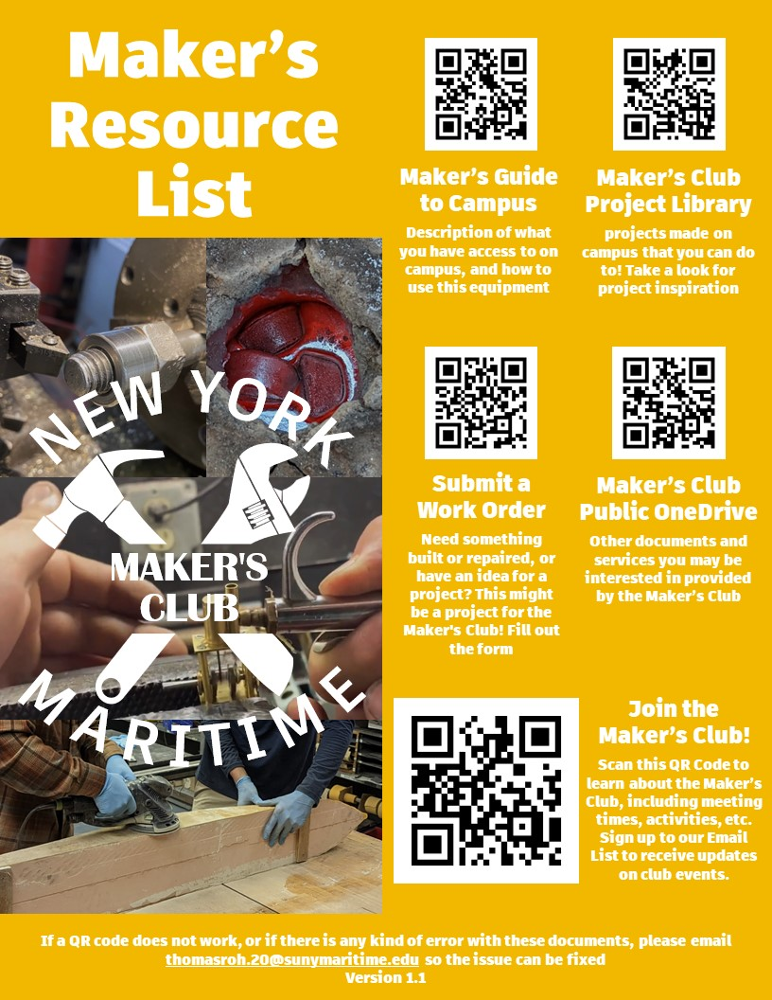 Maker’s
Resource
List
NEW YORK
MAKER'S
CLUB
MARITIME
Maker’s Guide
to Campus
Description of what
you have access to on
campus, and how to
use this equipment
Maker’s Club
Project Library
projects made on
campus that you can do
to! Take a look for
project inspiration
Submit a
Work Order
Need something
built or repaired, or
have an idea for a
project? This might
be a project for the
Maker's Club! Fill out
the form
Maker’s Club
Public OneDrive
Other documents and
services you may be
interested in provided
by the Maker’s Club
Join the
Maker’s Club!
Scan this QR Code to
learn about the Maker’s
Club, including meeting
times, activities, etc.
Sign up to our Email
List to receive updates
on club events.
If a QR code does not work, or if there is any kind of error with these documents, please email
thomasroh.20@sunymaritime.edu so the issue can be fixed
Version 1.1